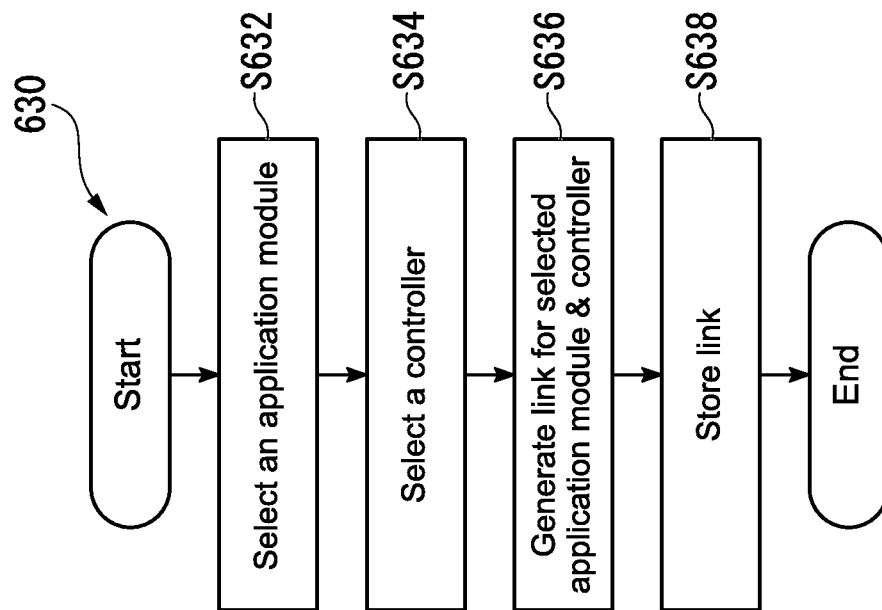 630
Start
Select an application module
S632
Select a controller
S634
Generate link for selected
application module & controller
S636
Store link
S638
End